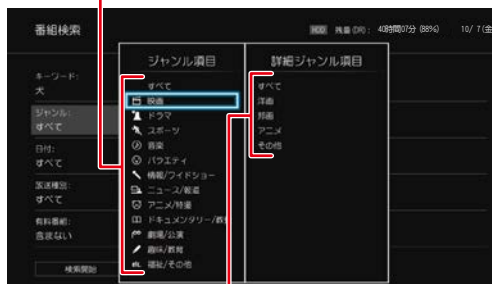 番組検索
HDD 残量(DR): 40時間07分 (88%) 10/ 7(金
キーワード:
犬
ジャンル:
すべて
日付:
すべて
放送種別:
すべて
有料番組:
含まない
検索開始
ジャンル項目
すべて
映画
ドラマ
スポーツ
音楽
バラエティ
情報/ワイドショー
ニュース/報道
アニメ/特撮
ドキュメンタリー/教養
劇場/公演
趣味/教育
福祉/その他
詳細ジャンル項目
すべて
洋画
邦画
アニメ
その他